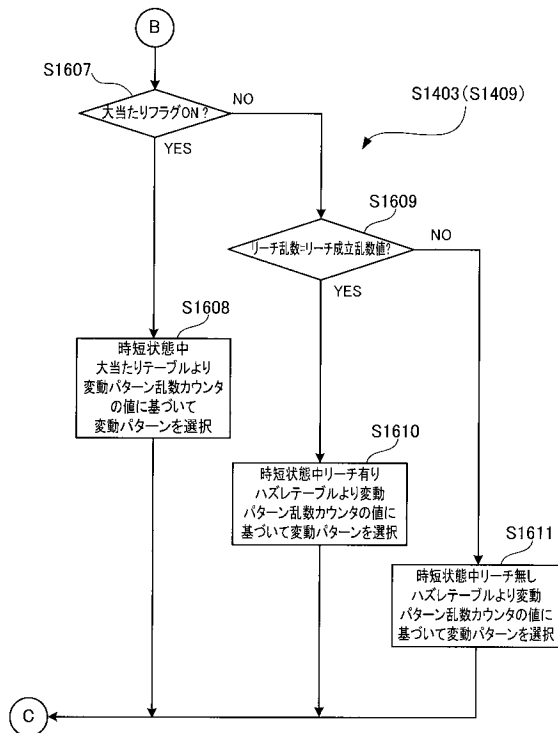 B
S1607
大当たりフラグON?
NO
YES
S1403(S1409)
S1609
リーチ乱数=リーチ成立乱数値?
NO
YES
S1608
時短状態中
大当たりテーブルより
変動パターン乱数カウンタ
の値に基づいて
変動パターンを選択
S1610
時短状態中リーチ有り
ハズレテーブルより変動
パターン乱数カウンタの値に
基づいて変動パターンを選択
S1611
時短状態中リーチ無し
ハズレテーブルより変動
パターン乱数カウンタの値に
基づいて変動パターンを選択
C